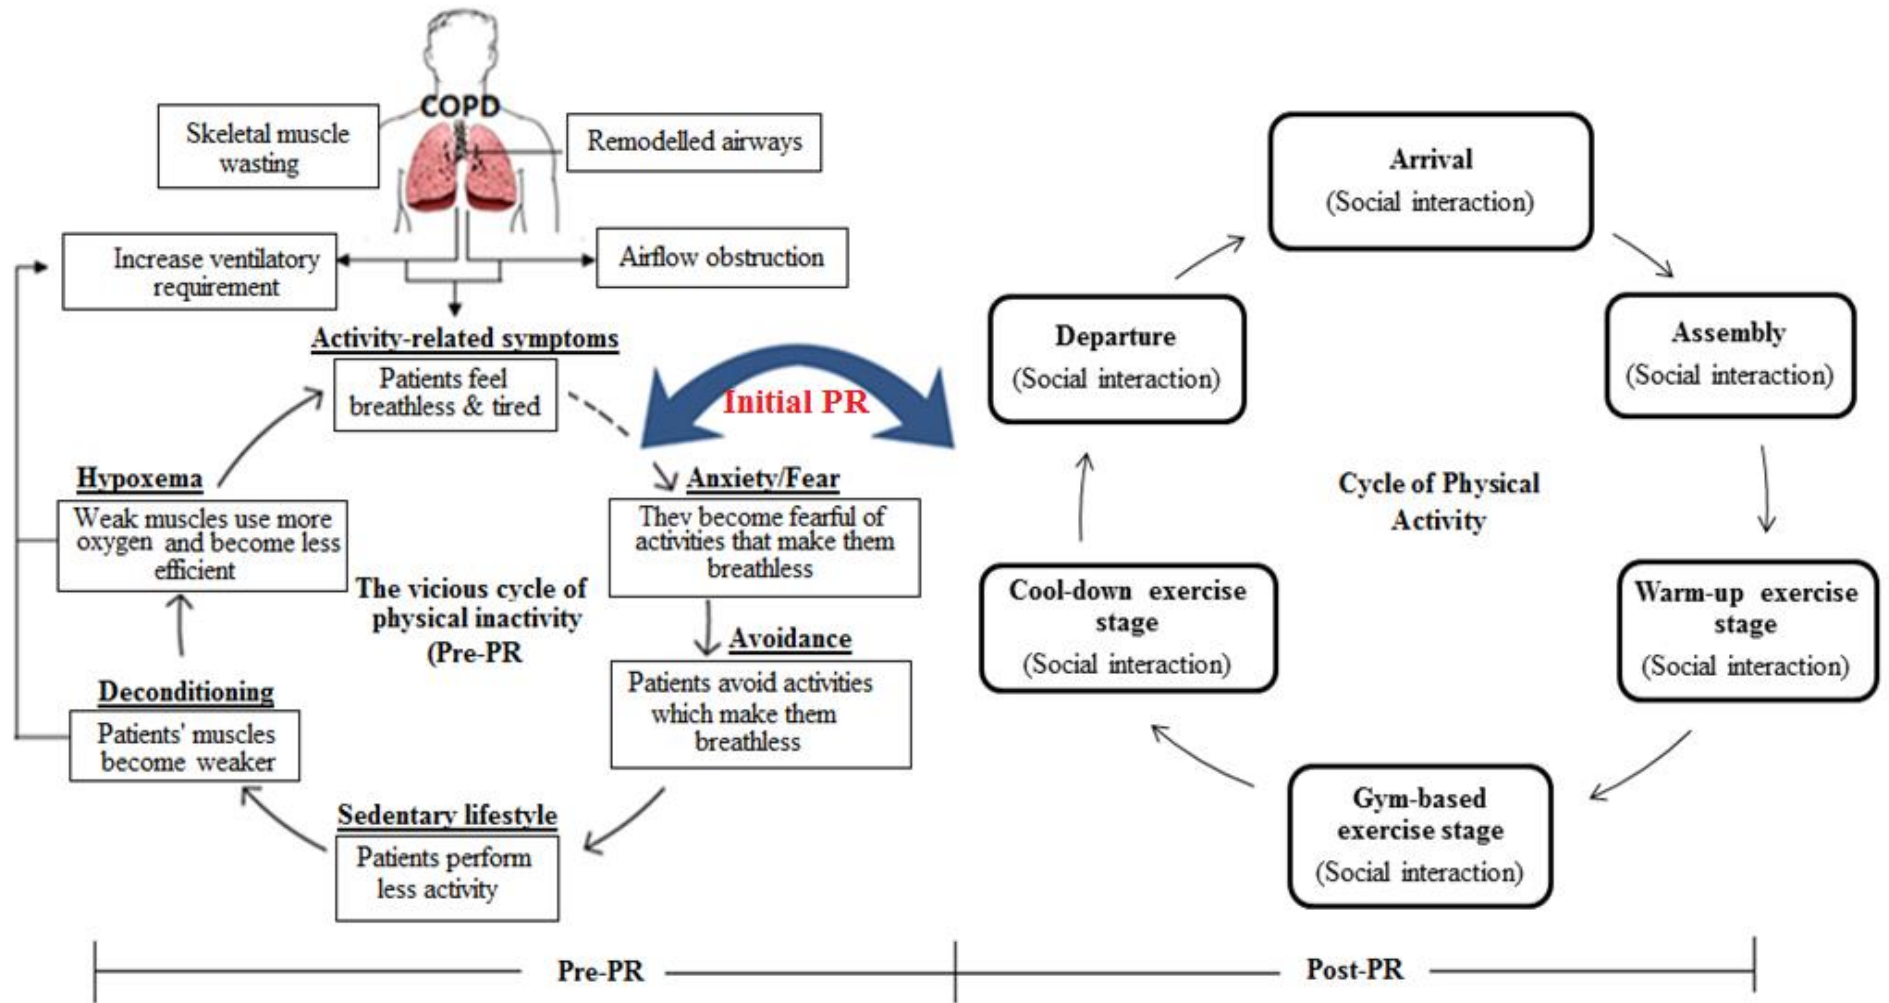 COPD
Skeletal muscle
wasting
Remodelled airways
Increase ventilatory
requirement
Airflow obstruction
Activity-related symptoms
Patients feel
breathless & tired
Initial PR
Hypoxema
Weak muscles use more
oxygen and become less
efficient
Anxiety/Fear
Thev become fearful of
activities that make them
breathless
The vicious cycle of
physical inactivity
(Pre-PR
Avoidance
Patients avoid activities
which make them
breathless
Deconditioning
Patients' muscles
become weaker
Sedentary lifestyle
Patients perform
less activity
Pre-PR
Arrival
(Social interaction)
Assembly
(Social interaction)
Departure
(Social interaction)
Cycle of Physical
Activity
Warm-up exercise
stage
(Social interaction)
Cool-down exercise
stage
(Social interaction)
Gym-based
exercise stage
(Social interaction)
Post-PR